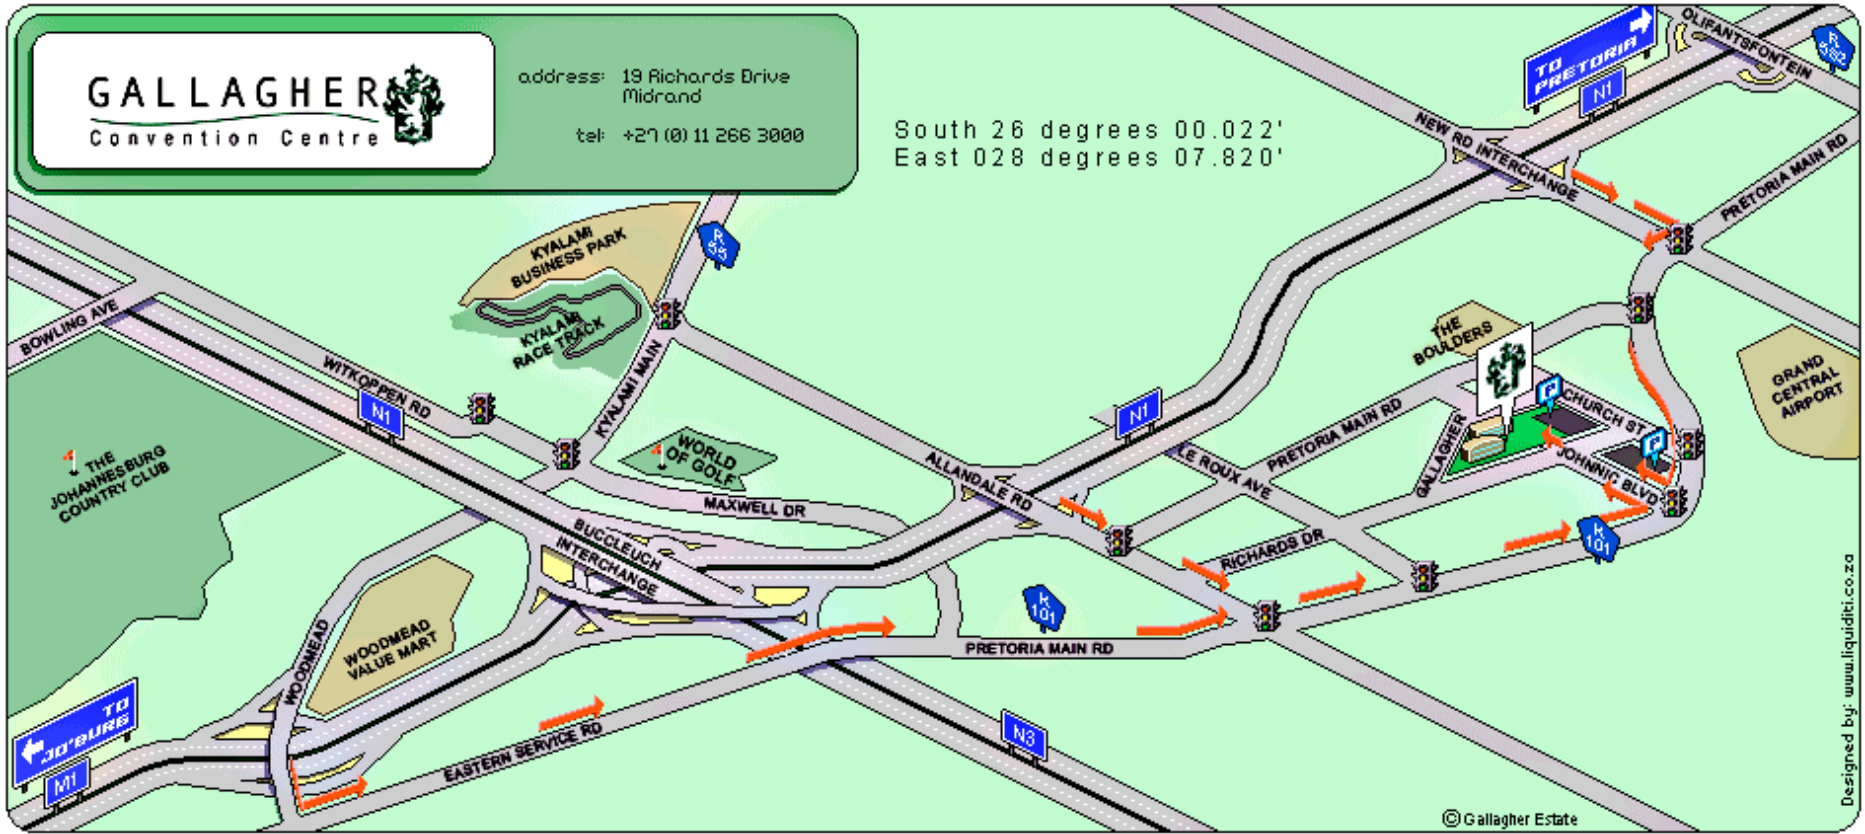 GALLAGHER
Convention Centre
address: 19 Richards Drive
Midrand
tel: +27 (0) 11 266 3000
South 26 degrees 00.022'
East 028 degrees 07.820'
TO
PRETORIA
N1
OLIFANTSFONTEIN
R
562
NEW RD INTERCHANGE
PRETORIA MAIN RD
KYALAMI
BUSINESS PARK
R
55
KYALAMI
RACE TRACK
KYALAMI MAIN
BOWLING AVE
WITKOPPEN RD
N1
THE
BOULDERS
GRAND
CENTRAL
AIRPORT
P
CHURCH ST
P
JOHNNIC BLVD
GALLAGHER
N1
PRETORIA MAIN RD
LE ROUX AVE
ALLANDALE RD
WORLD
OF GOLF
MAXWELL DR
THE
JOHANNESBURG
COUNTRY CLUB
BUCCLEUCH
INTERCHANGE
RICHARDS DR
101
101
WOODMEAD
WOODMEAD
VALUE MART
PRETORIA MAIN RD
TO
JO'BURG
M1
EASTERN SERVICE RD
N3
Designed by: www.liquiditi.co.za
© Gallagher Estate